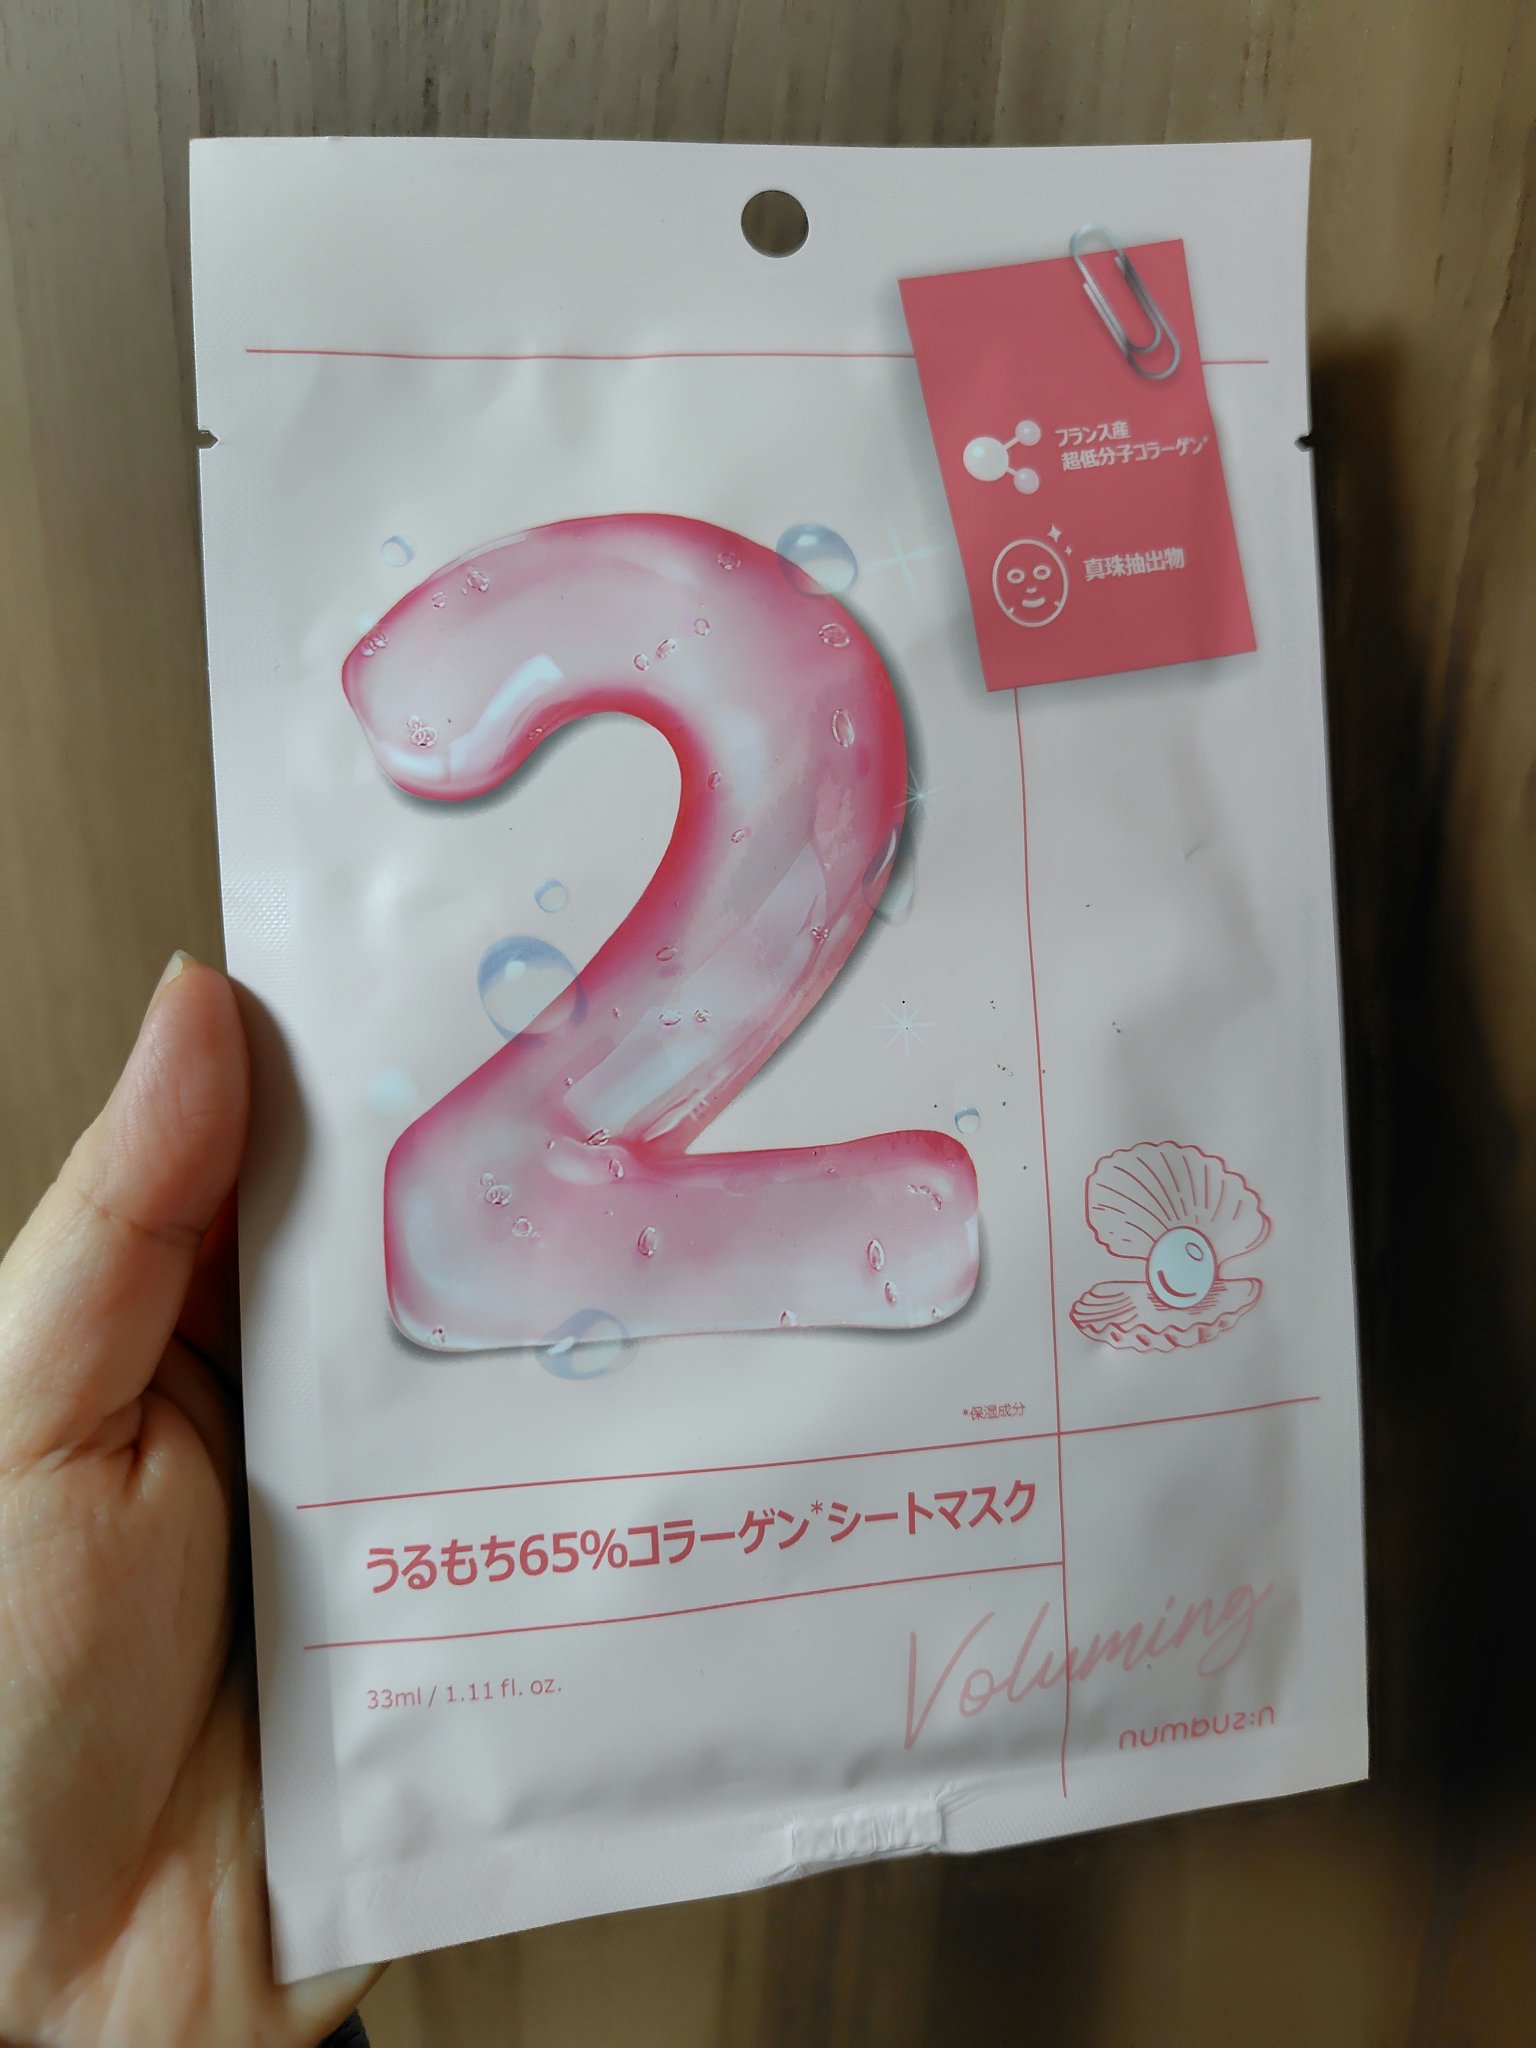 フランス産
超低分子コラーゲン*
真珠抽出物
2
*保湿成分
うるもち65%コラーゲン*シートマスク
33ml / 1.11 fl. oz.
Voluming
numbuz:n